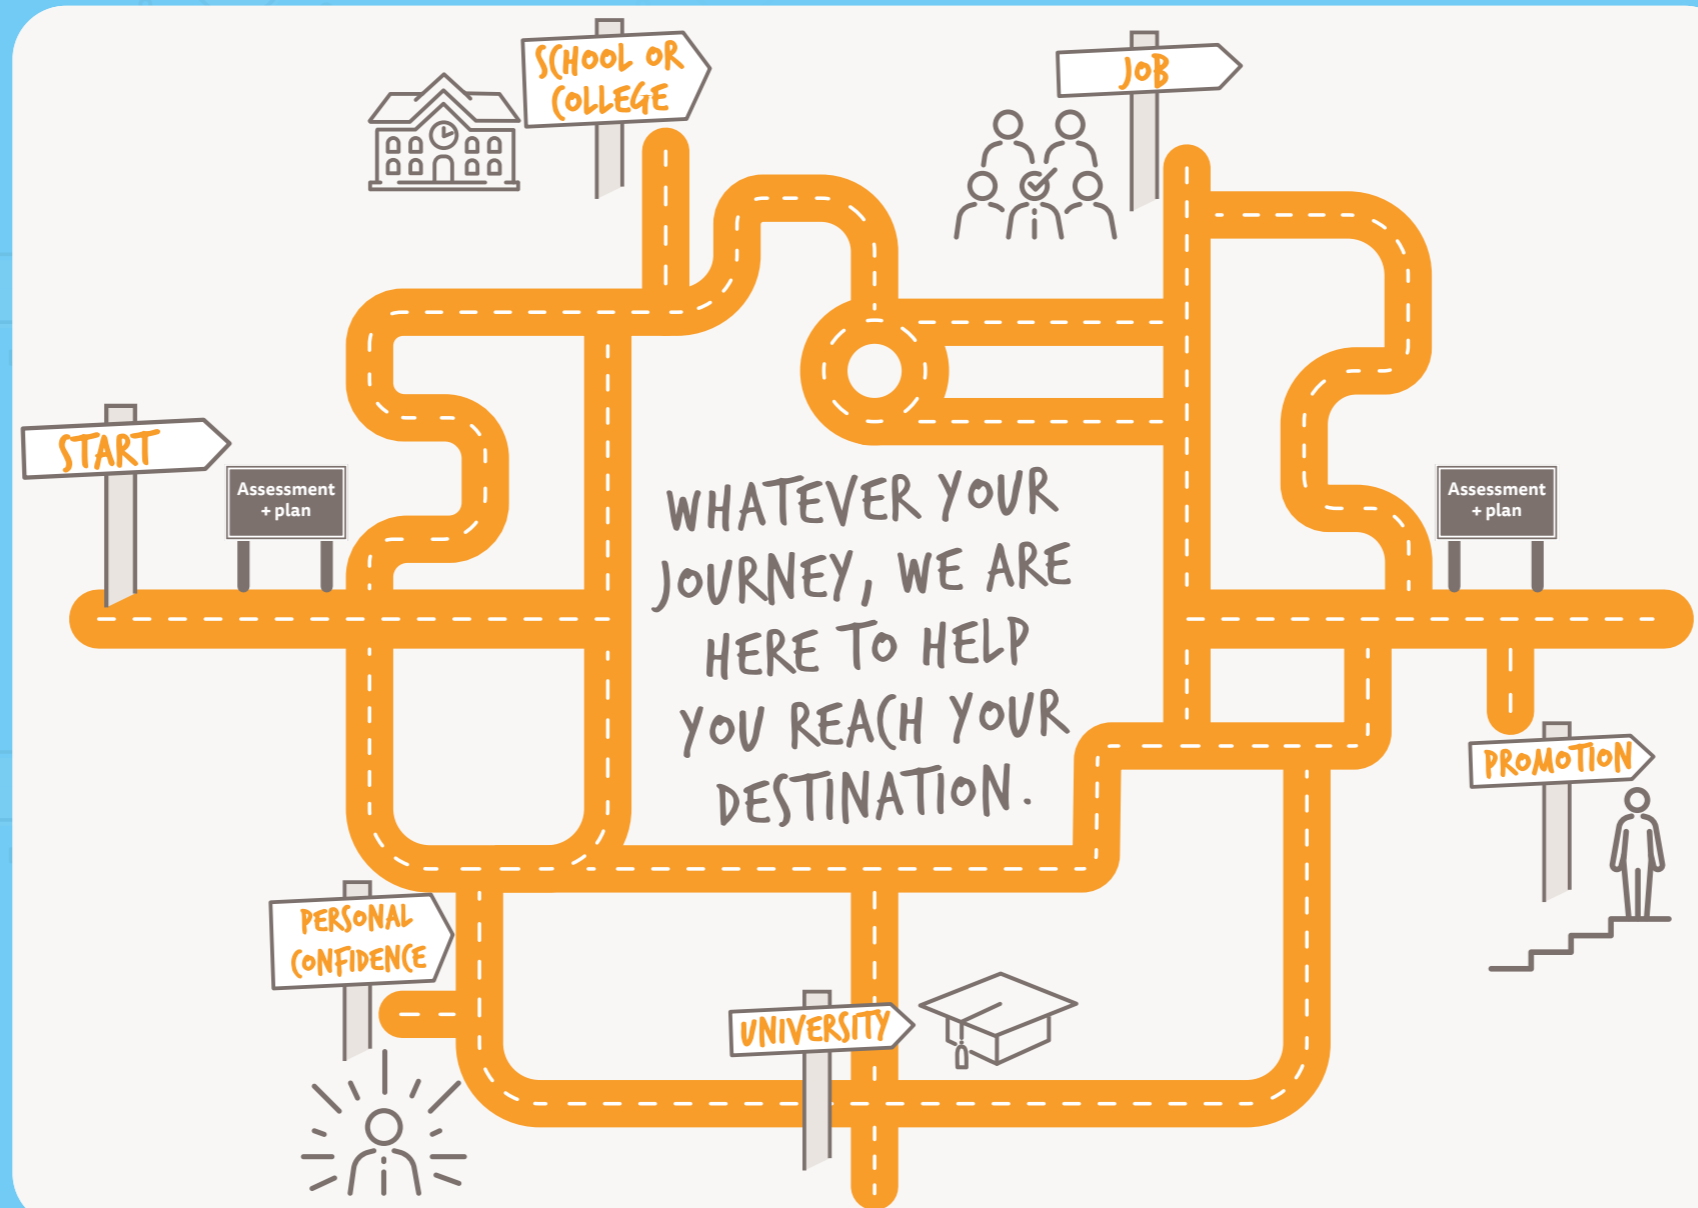 SCHOOL OR
COLLEGE
JOB
START
Assessment
+ plan
WHATEVER YOUR
JOURNEY, WE ARE
HERE TO HELP
YOU REACH YOUR
DESTINATION.
Assessment
+ plan
PROMOTION
PERSONAL
CONFIDENCE
UNIVERSITY